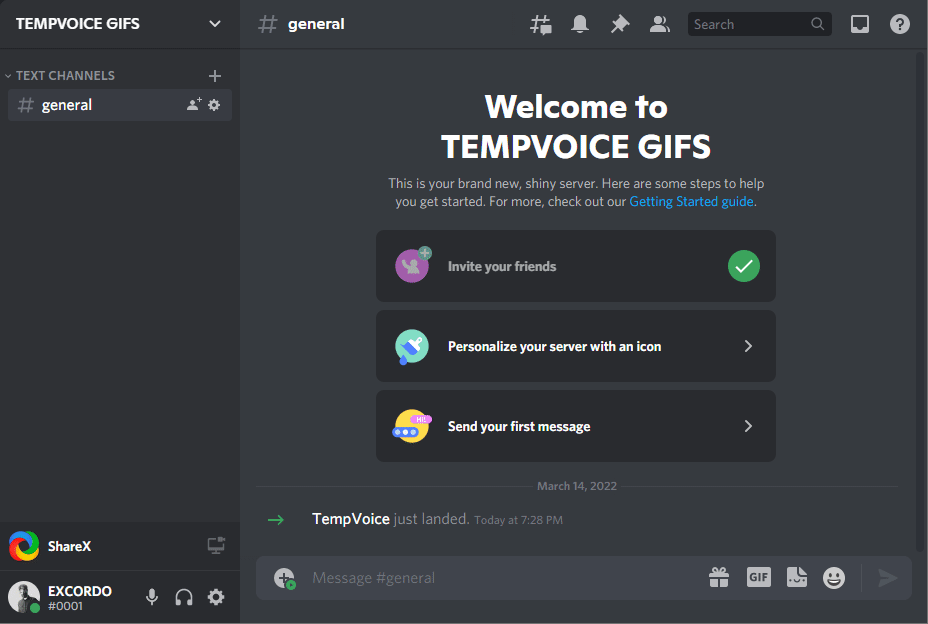 TEMPVOICE GIFS
TEXT CHANNELS
general
ShareX
EXCORDO
#0001
general
Search
Welcome to
TEMPVOICE GIFS
This is your brand new, shiny server. Here are some steps to help
you get started. For more, check out our Getting Started guide.
Invite your friends
Personalize your server with an icon
HI!
Send your first message
March 14, 2022
TempVoice just landed. Today at 7:28 PM
Message #general
GIF